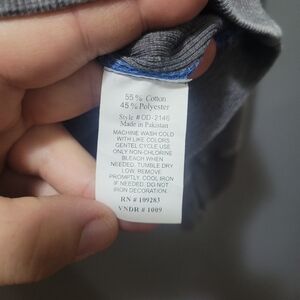 55% Cotton
45% Polyester
Style # OD-2146
Made in Pakistan
MACHINE WASH COLD
WITH LIKE COLORS
GENTEL CYCLE USE
ONLY NON-CHLORINE
BLEACH WHEN
NEEDED. TUMBLE DRY
LOW. REMOVE
PROMPTLY. COOL IRON
IF NEEDED. DO NOT
IRON DECORATION.
RN # 109283
VNDR # 1009